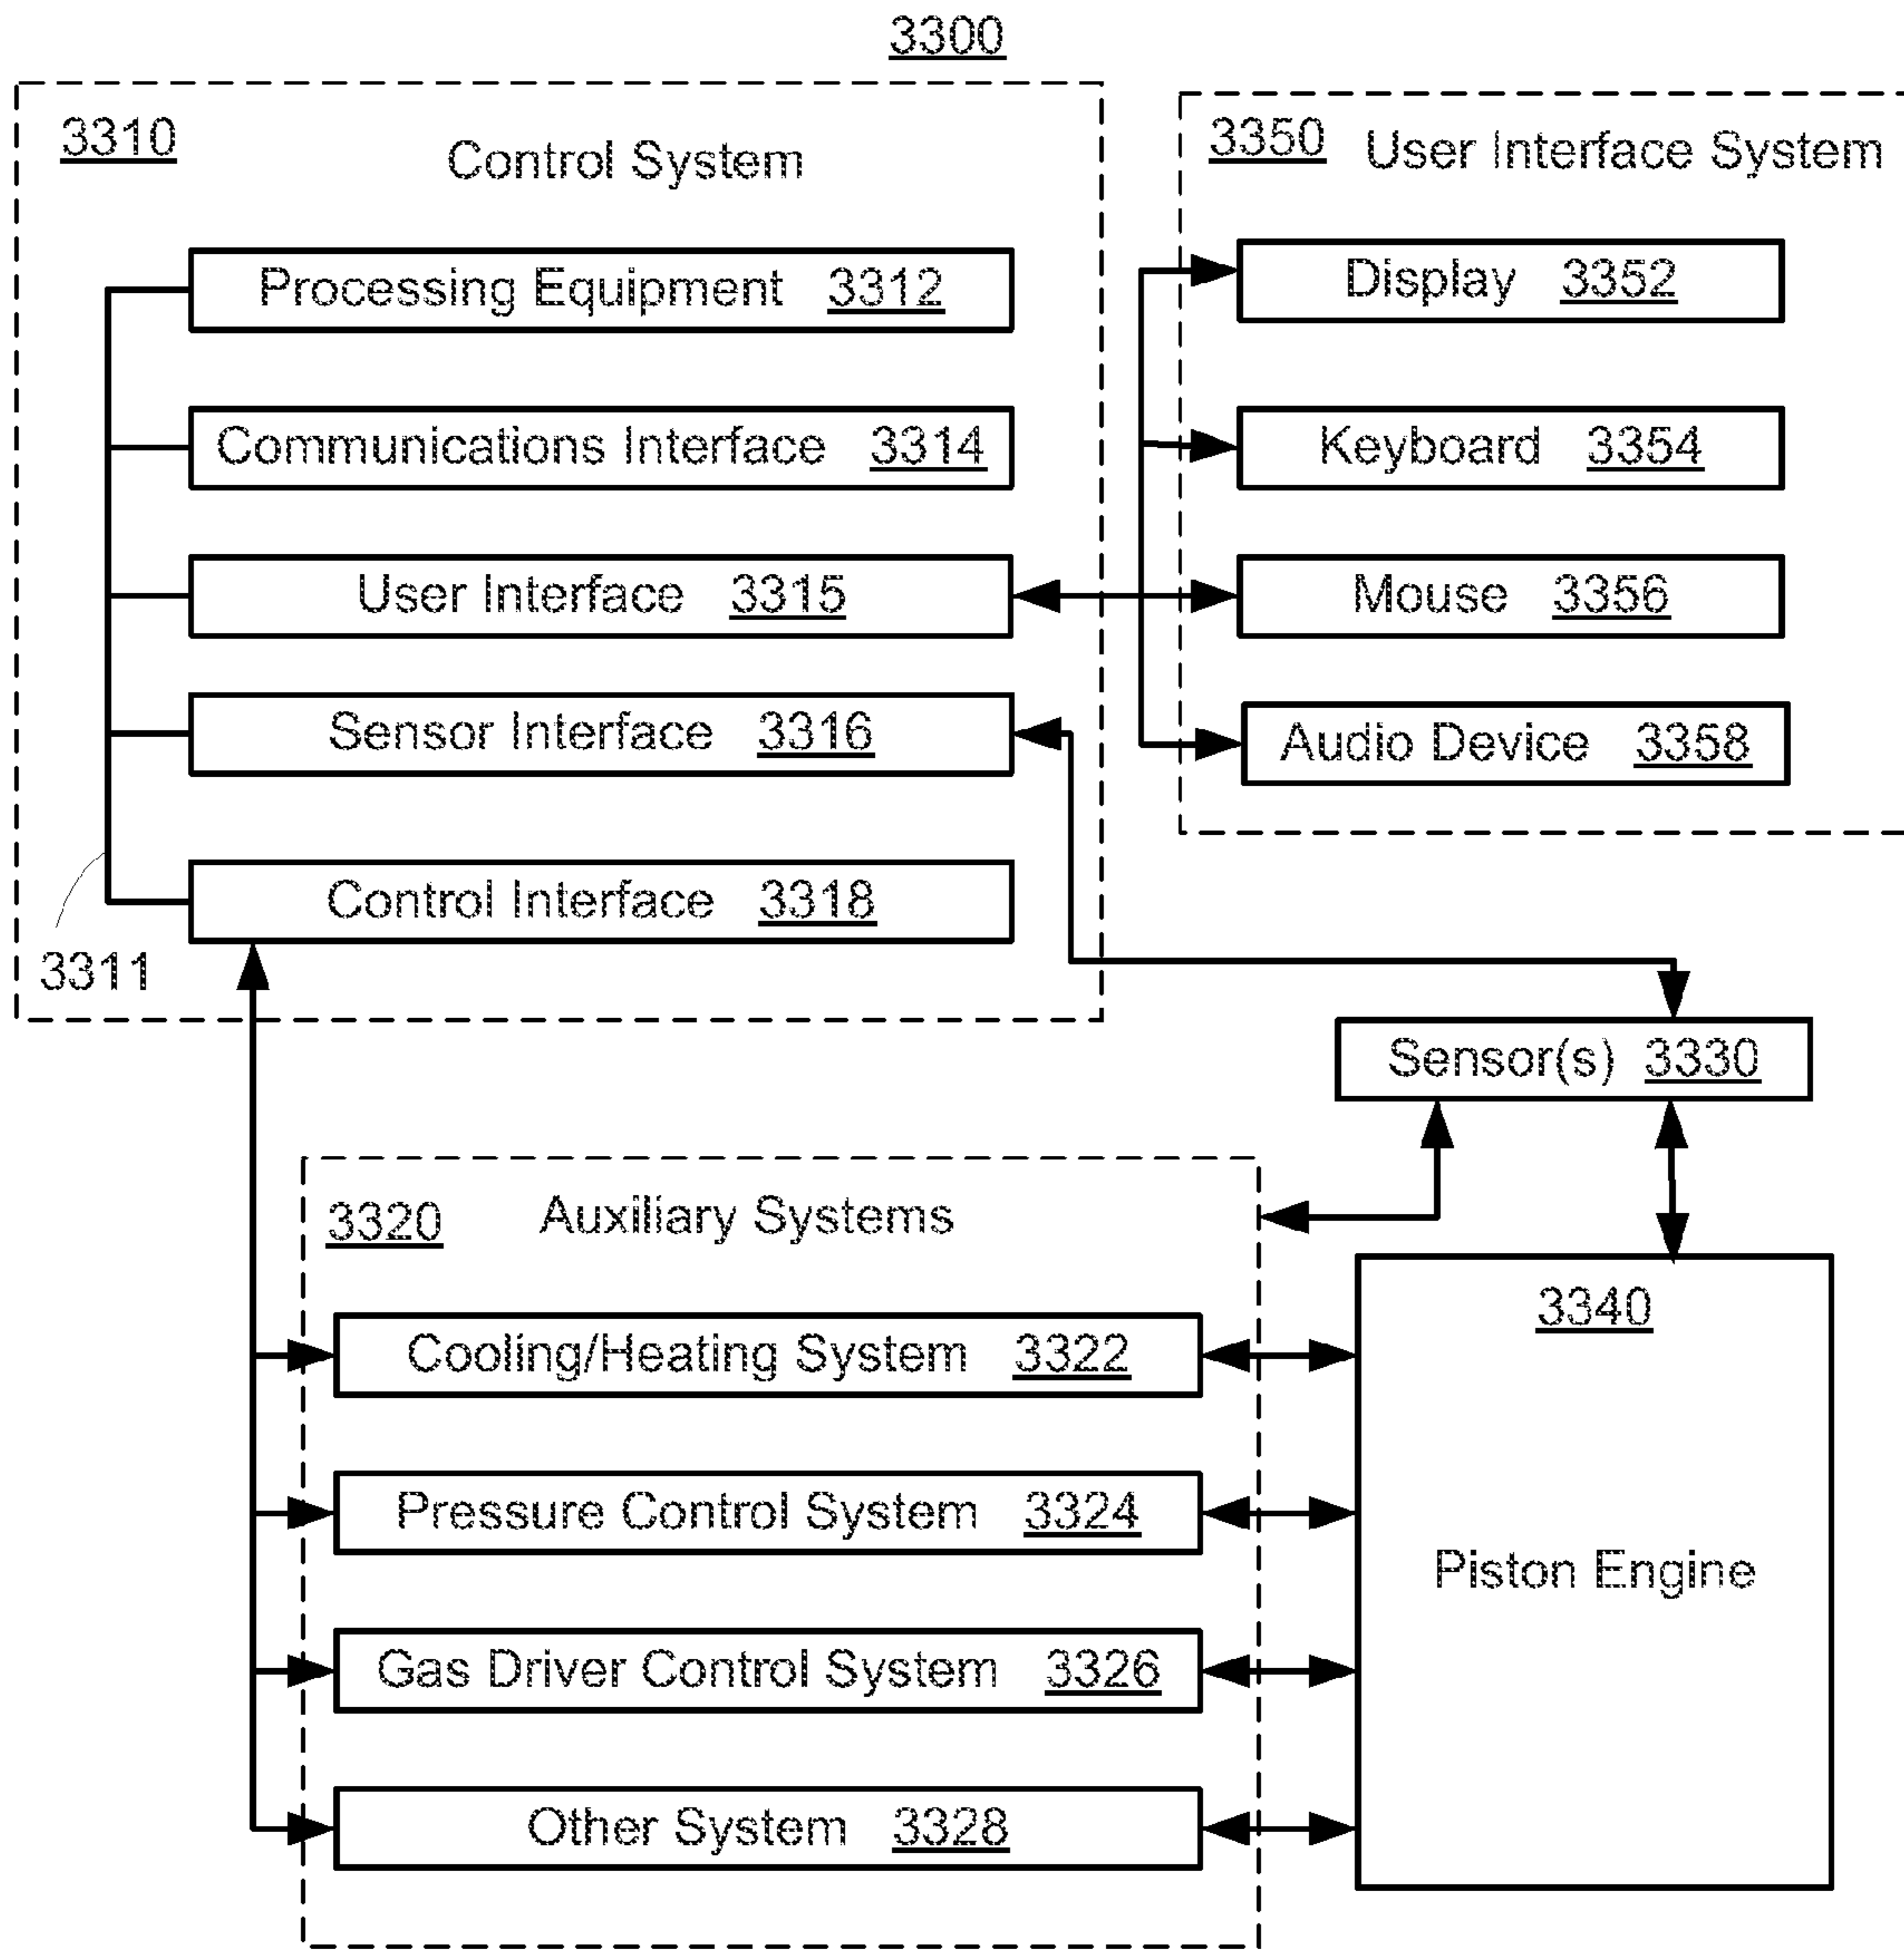 3300
3310
Control System
Processing Equipment 3312
Communications Interface 3314
User Interface 3315
Sensor Interface 3316
Control Interface 3318
3311
3350 User Interface System
Display 3352
Keyboard 3354
Mouse 3356
Audio Device 3358
Sensor(s) 3330
3320 Auxiliary Systems
Cooling/Heating System 3322
Pressure Control System 3324
Gas Driver Control System 3326
Other System 3328
3340
Piston Engine